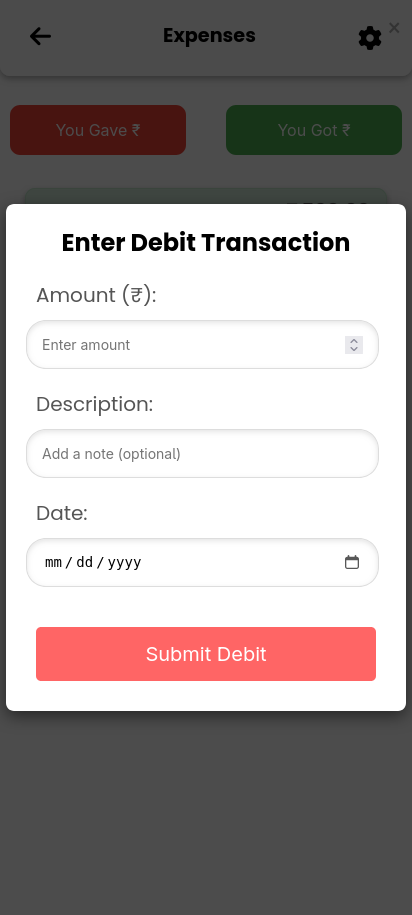 Expenses
×
You Gave ₹
You Got ₹
Enter Debit Transaction
Amount (₹):
Enter amount
Description:
Add a note (optional)
Date:
mm/dd/yyyy
Submit Debit